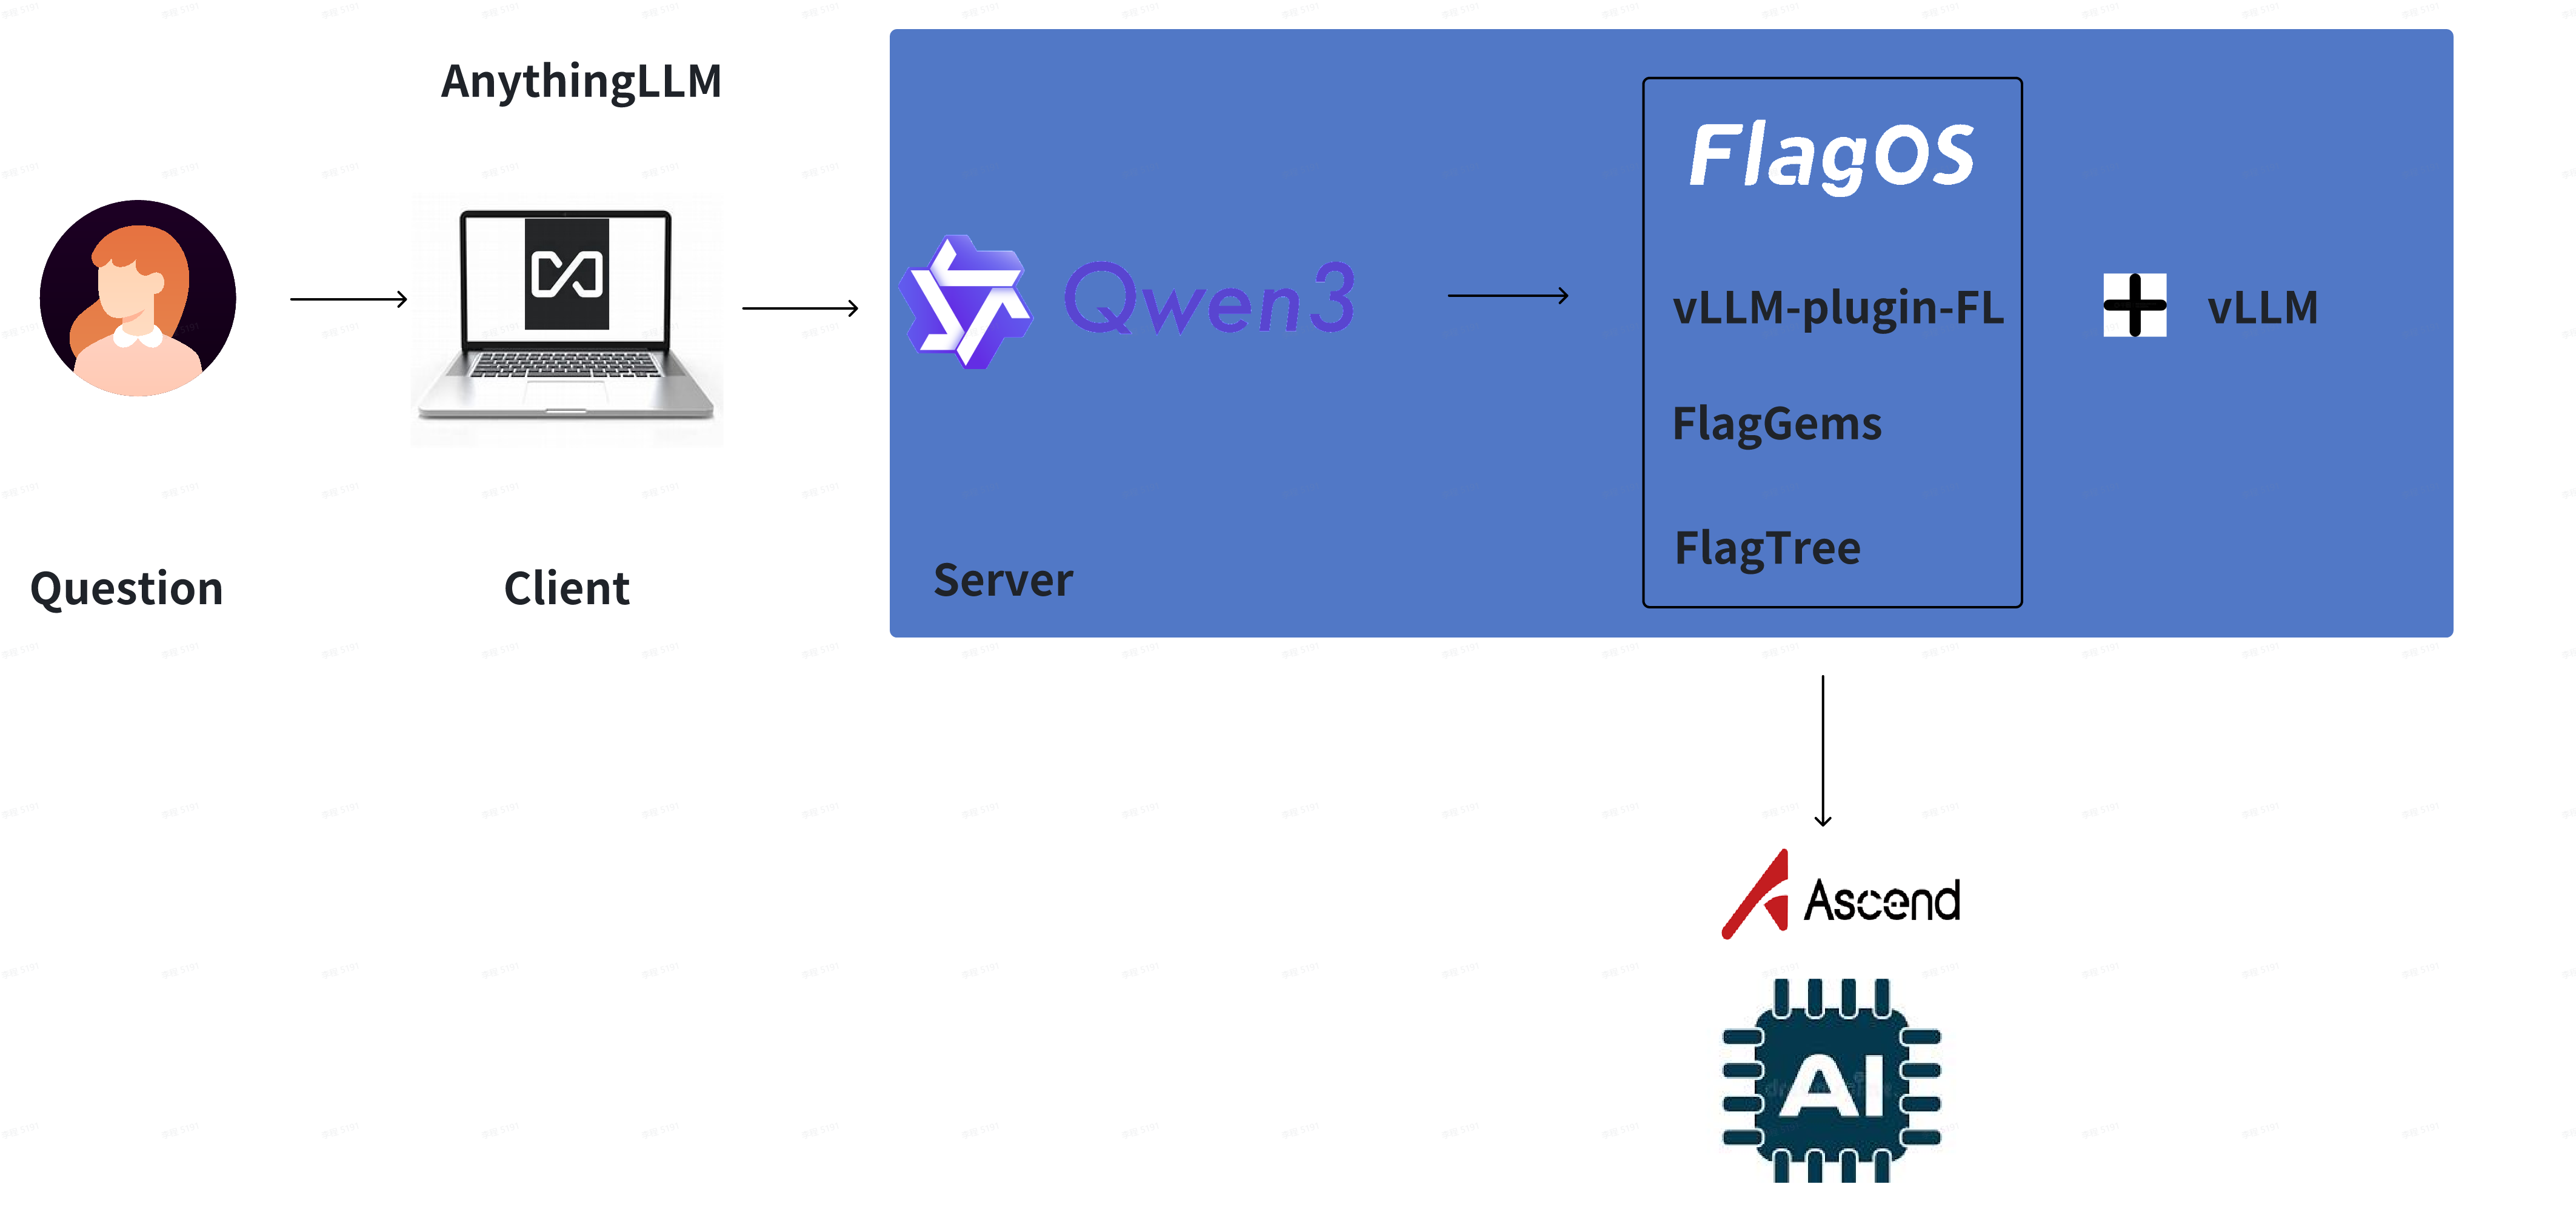 AnythingLLM
Question
Client
Qwen3
Server
FlagOS
vLLM-plugin-FL
FlagGems
FlagTree
vLLM
Ascend
AI